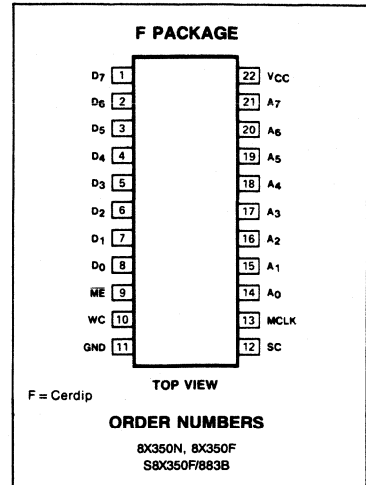 F PACKAGE
D7 1 22 VCC
D6 2 21 A7
D5 3 20 A6
D4 4 19 A5
D3 5 18 A4
D2 6 17 A3
D1 7 16 A2
D0 8 15 A1
M̅E̅ 9 14 A0
WC 10 13 MCLK
GND 11 12 SC
TOP VIEW
F = Cerdip
ORDER NUMBERS
8X350N, 8X350F
S8X350F/883B